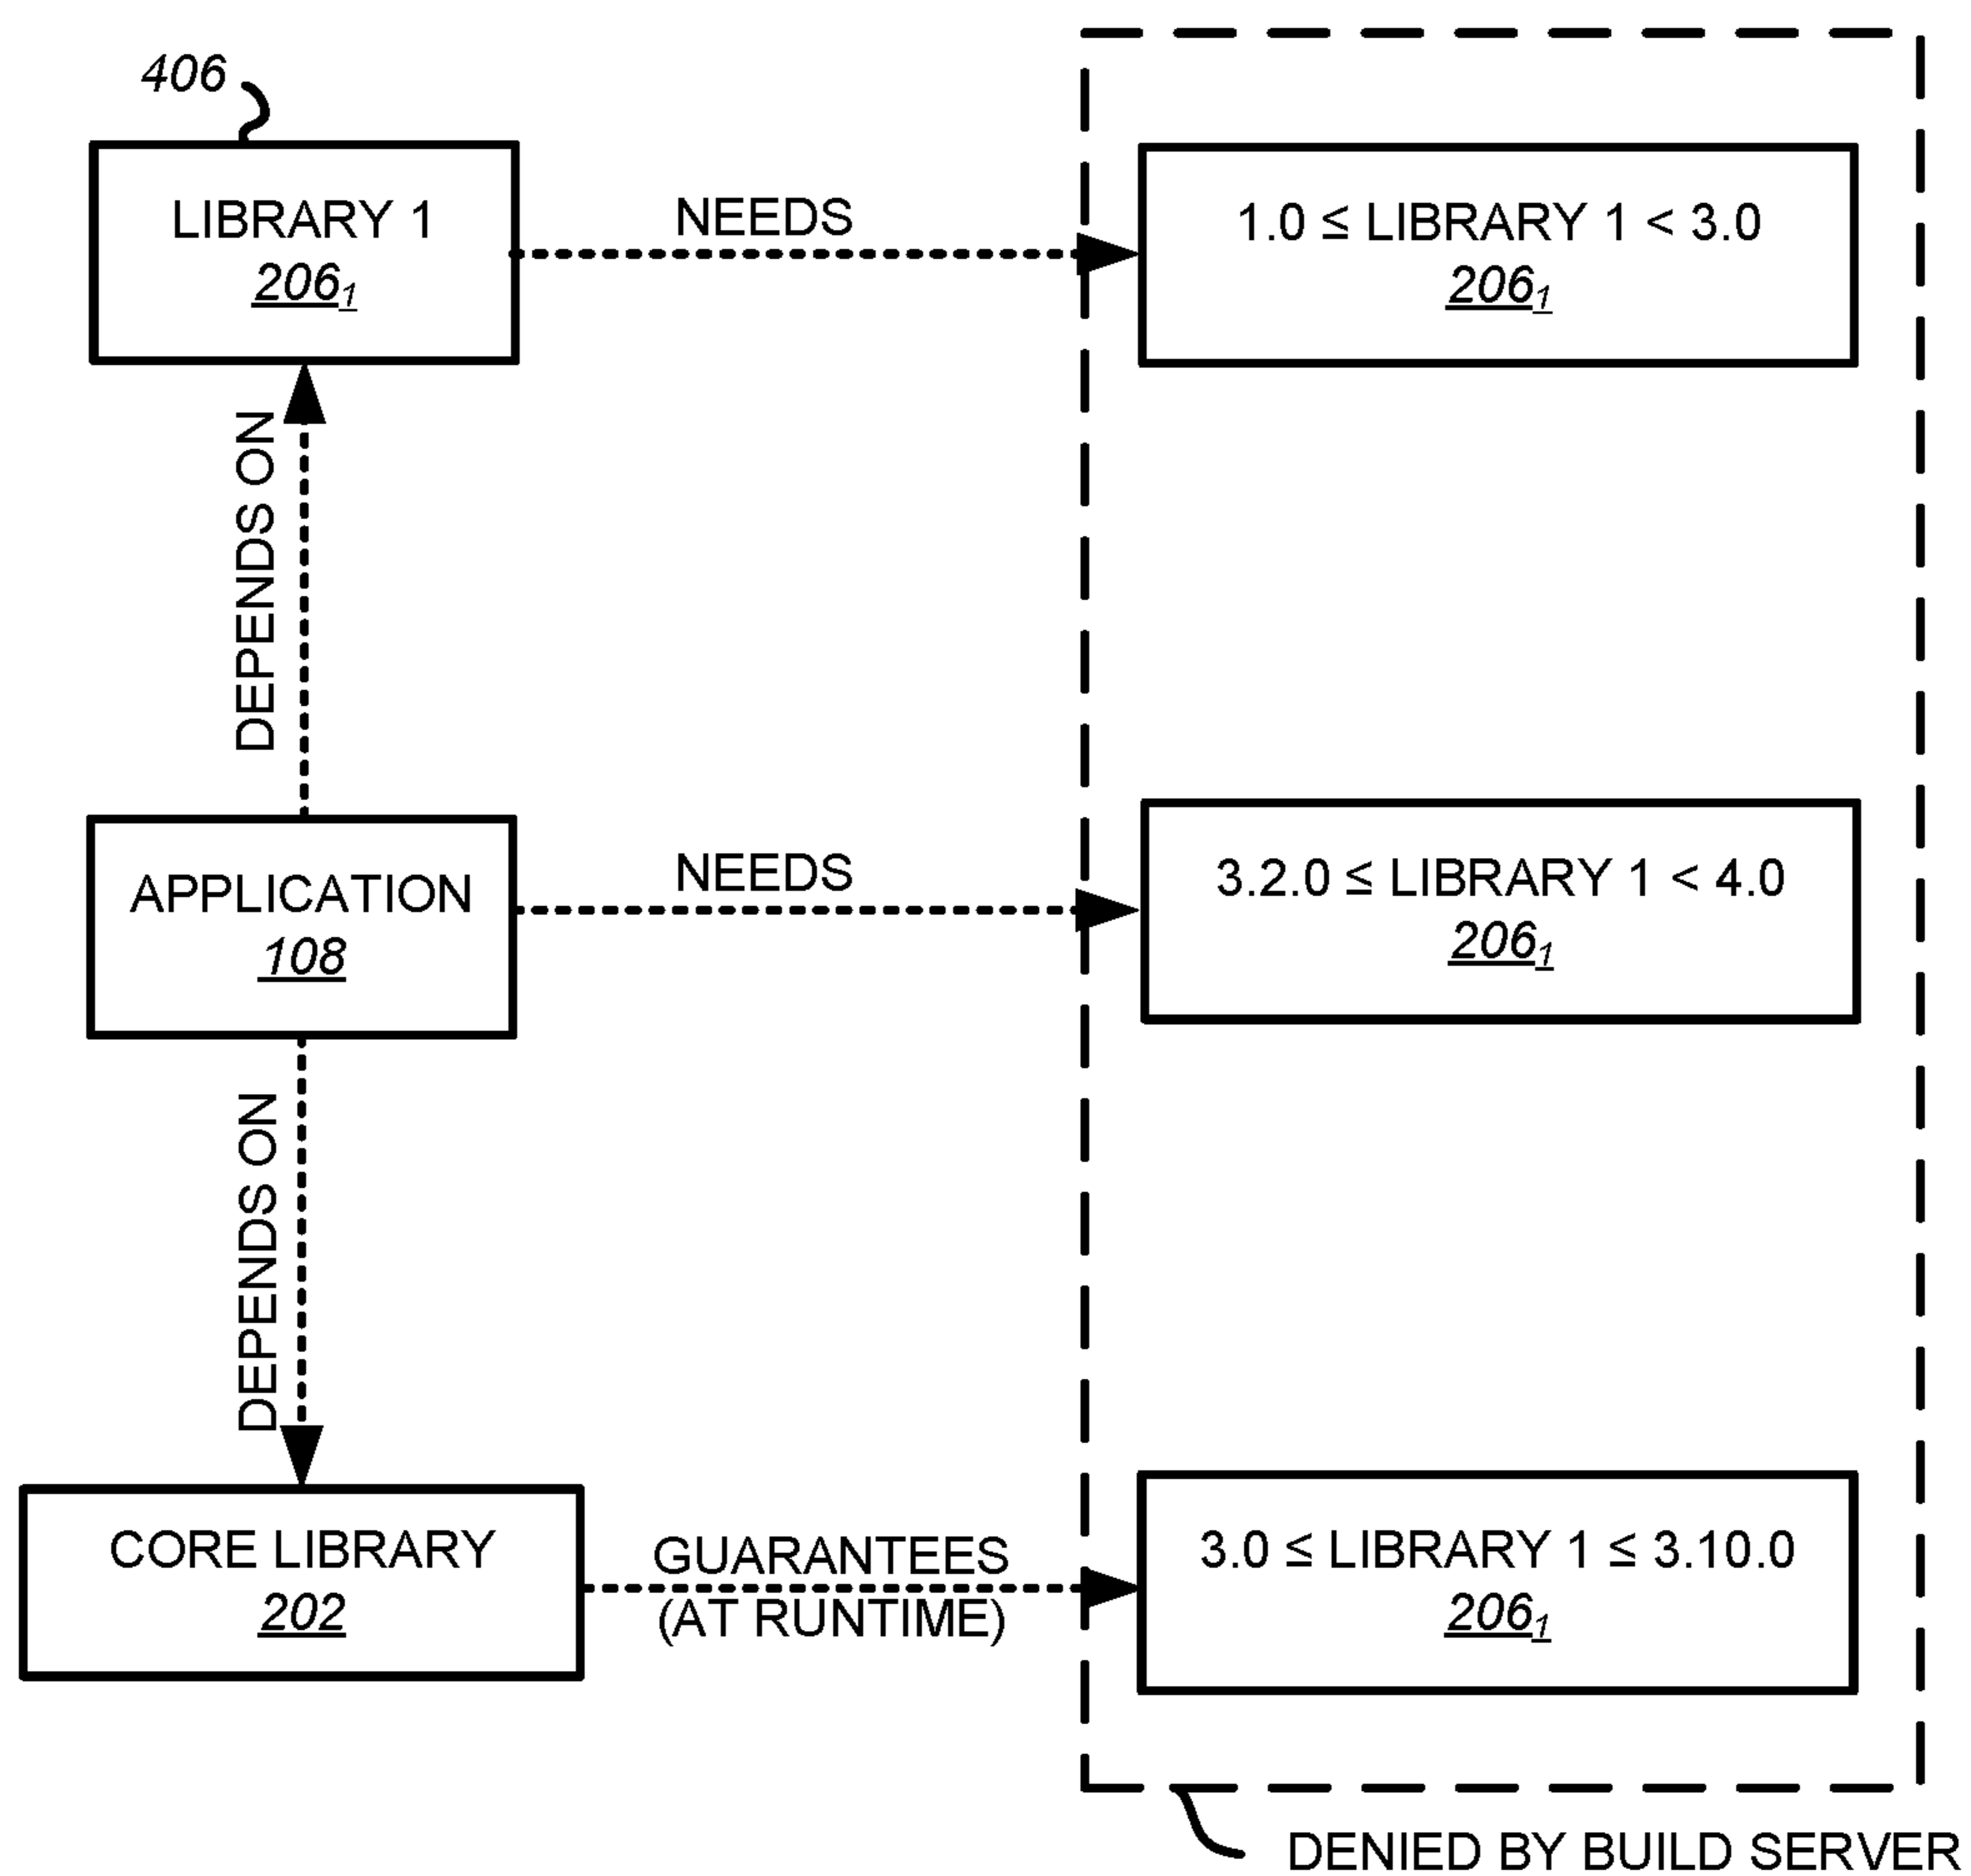 406
LIBRARY 1
206₁
NEEDS
1.0 ≤ LIBRARY 1 < 3.0
206₁
DEPENDS ON
APPLICATION
108
NEEDS
3.2.0 ≤ LIBRARY 1 < 4.0
206₁
DEPENDS ON
CORE LIBRARY
202
GUARANTEES
(AT RUNTIME)
3.0 ≤ LIBRARY 1 ≤ 3.10.0
206₁
DENIED BY BUILD SERVER